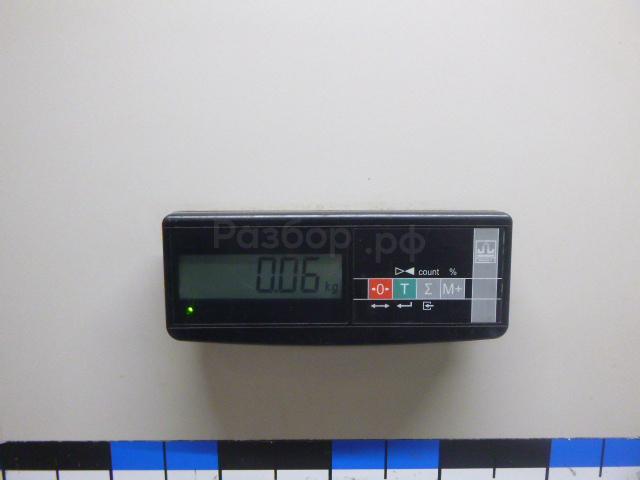 Разбор.рф
0.06 kg
count %
→0← T Σ M+